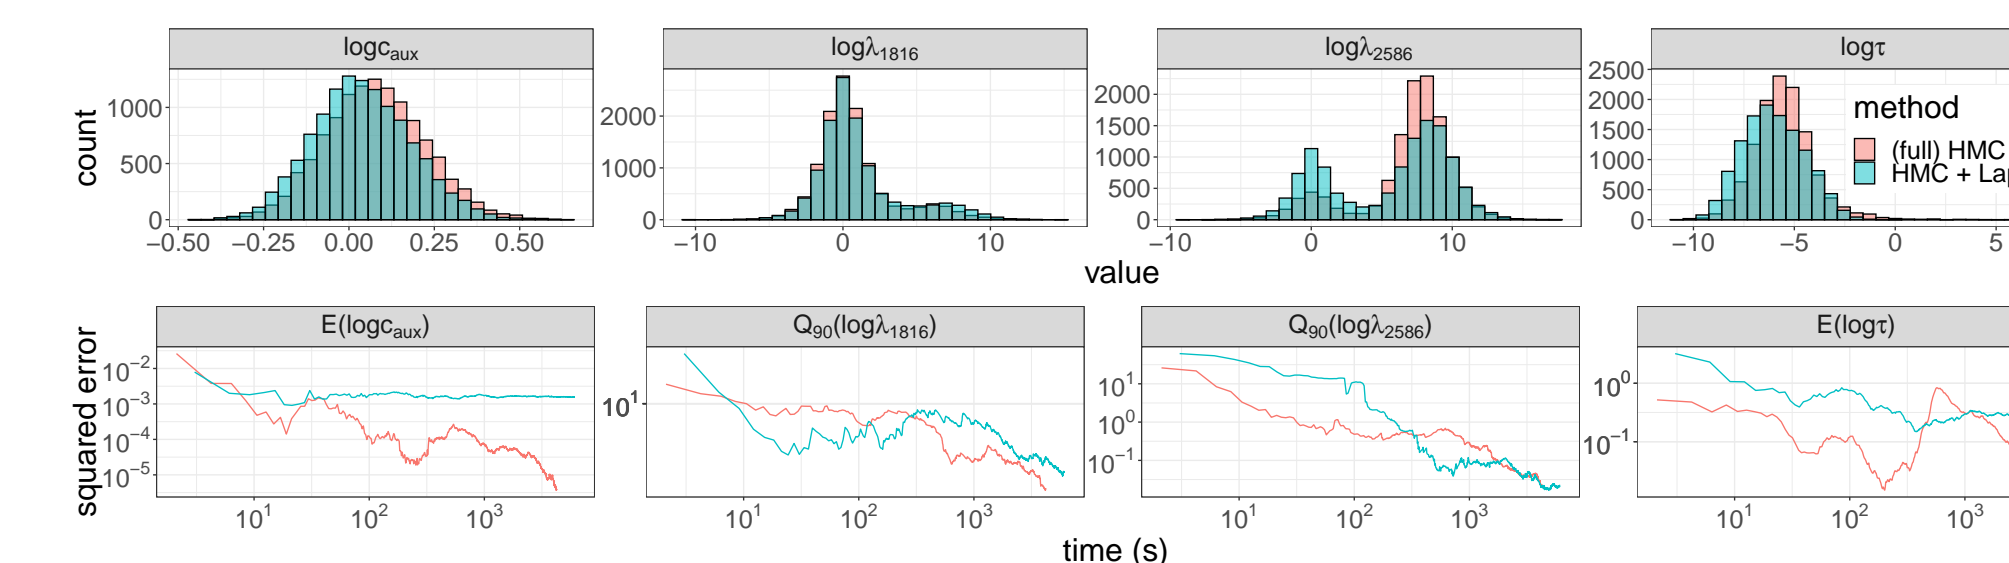 logc_aux
logλ_1816
logλ_2586
logτ
count
1000
500
0
−0.50 −0.25 0.00 0.25 0.50
2000
1000
0
−10 0 10
2000
1500
1000
500
0
−10 0 10
2500
2000
1500
1000
500
0
−10 −5 0 5
method
(full) HMC
HMC + Lap
value
E(logc_aux)
Q_90(logλ_1816)
Q_90(logλ_2586)
E(logτ)
squared error
10^−2
10^−3
10^−4
10^−5
10^1 10^2 10^3
10^1
10^1 10^2 10^3
10^1
10^0
10^−1
10^1 10^2 10^3
10^0
10^−1
10^1 10^2 10^3
time (s)